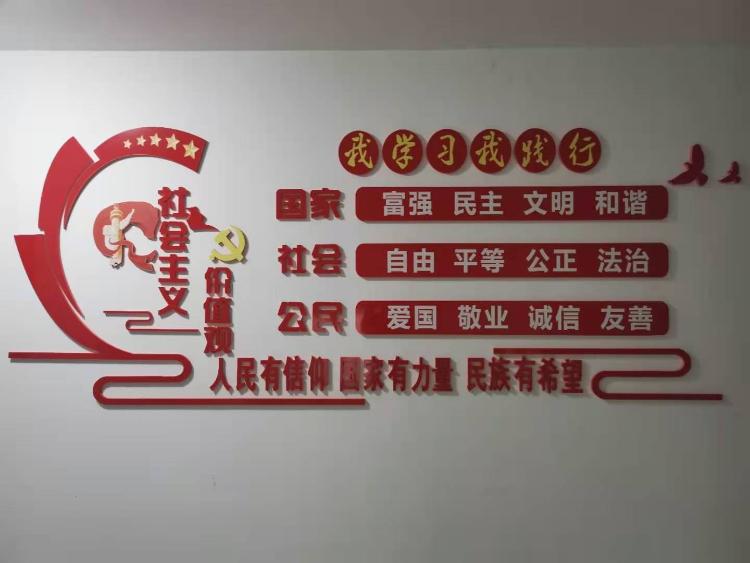 我学习我践行
社会主义
价值观
国家 富强 民主 文明 和谐
社会 自由 平等 公正 法治
公民 爱国 敬业 诚信 友善
人民有信仰 国家有力量 民族有希望